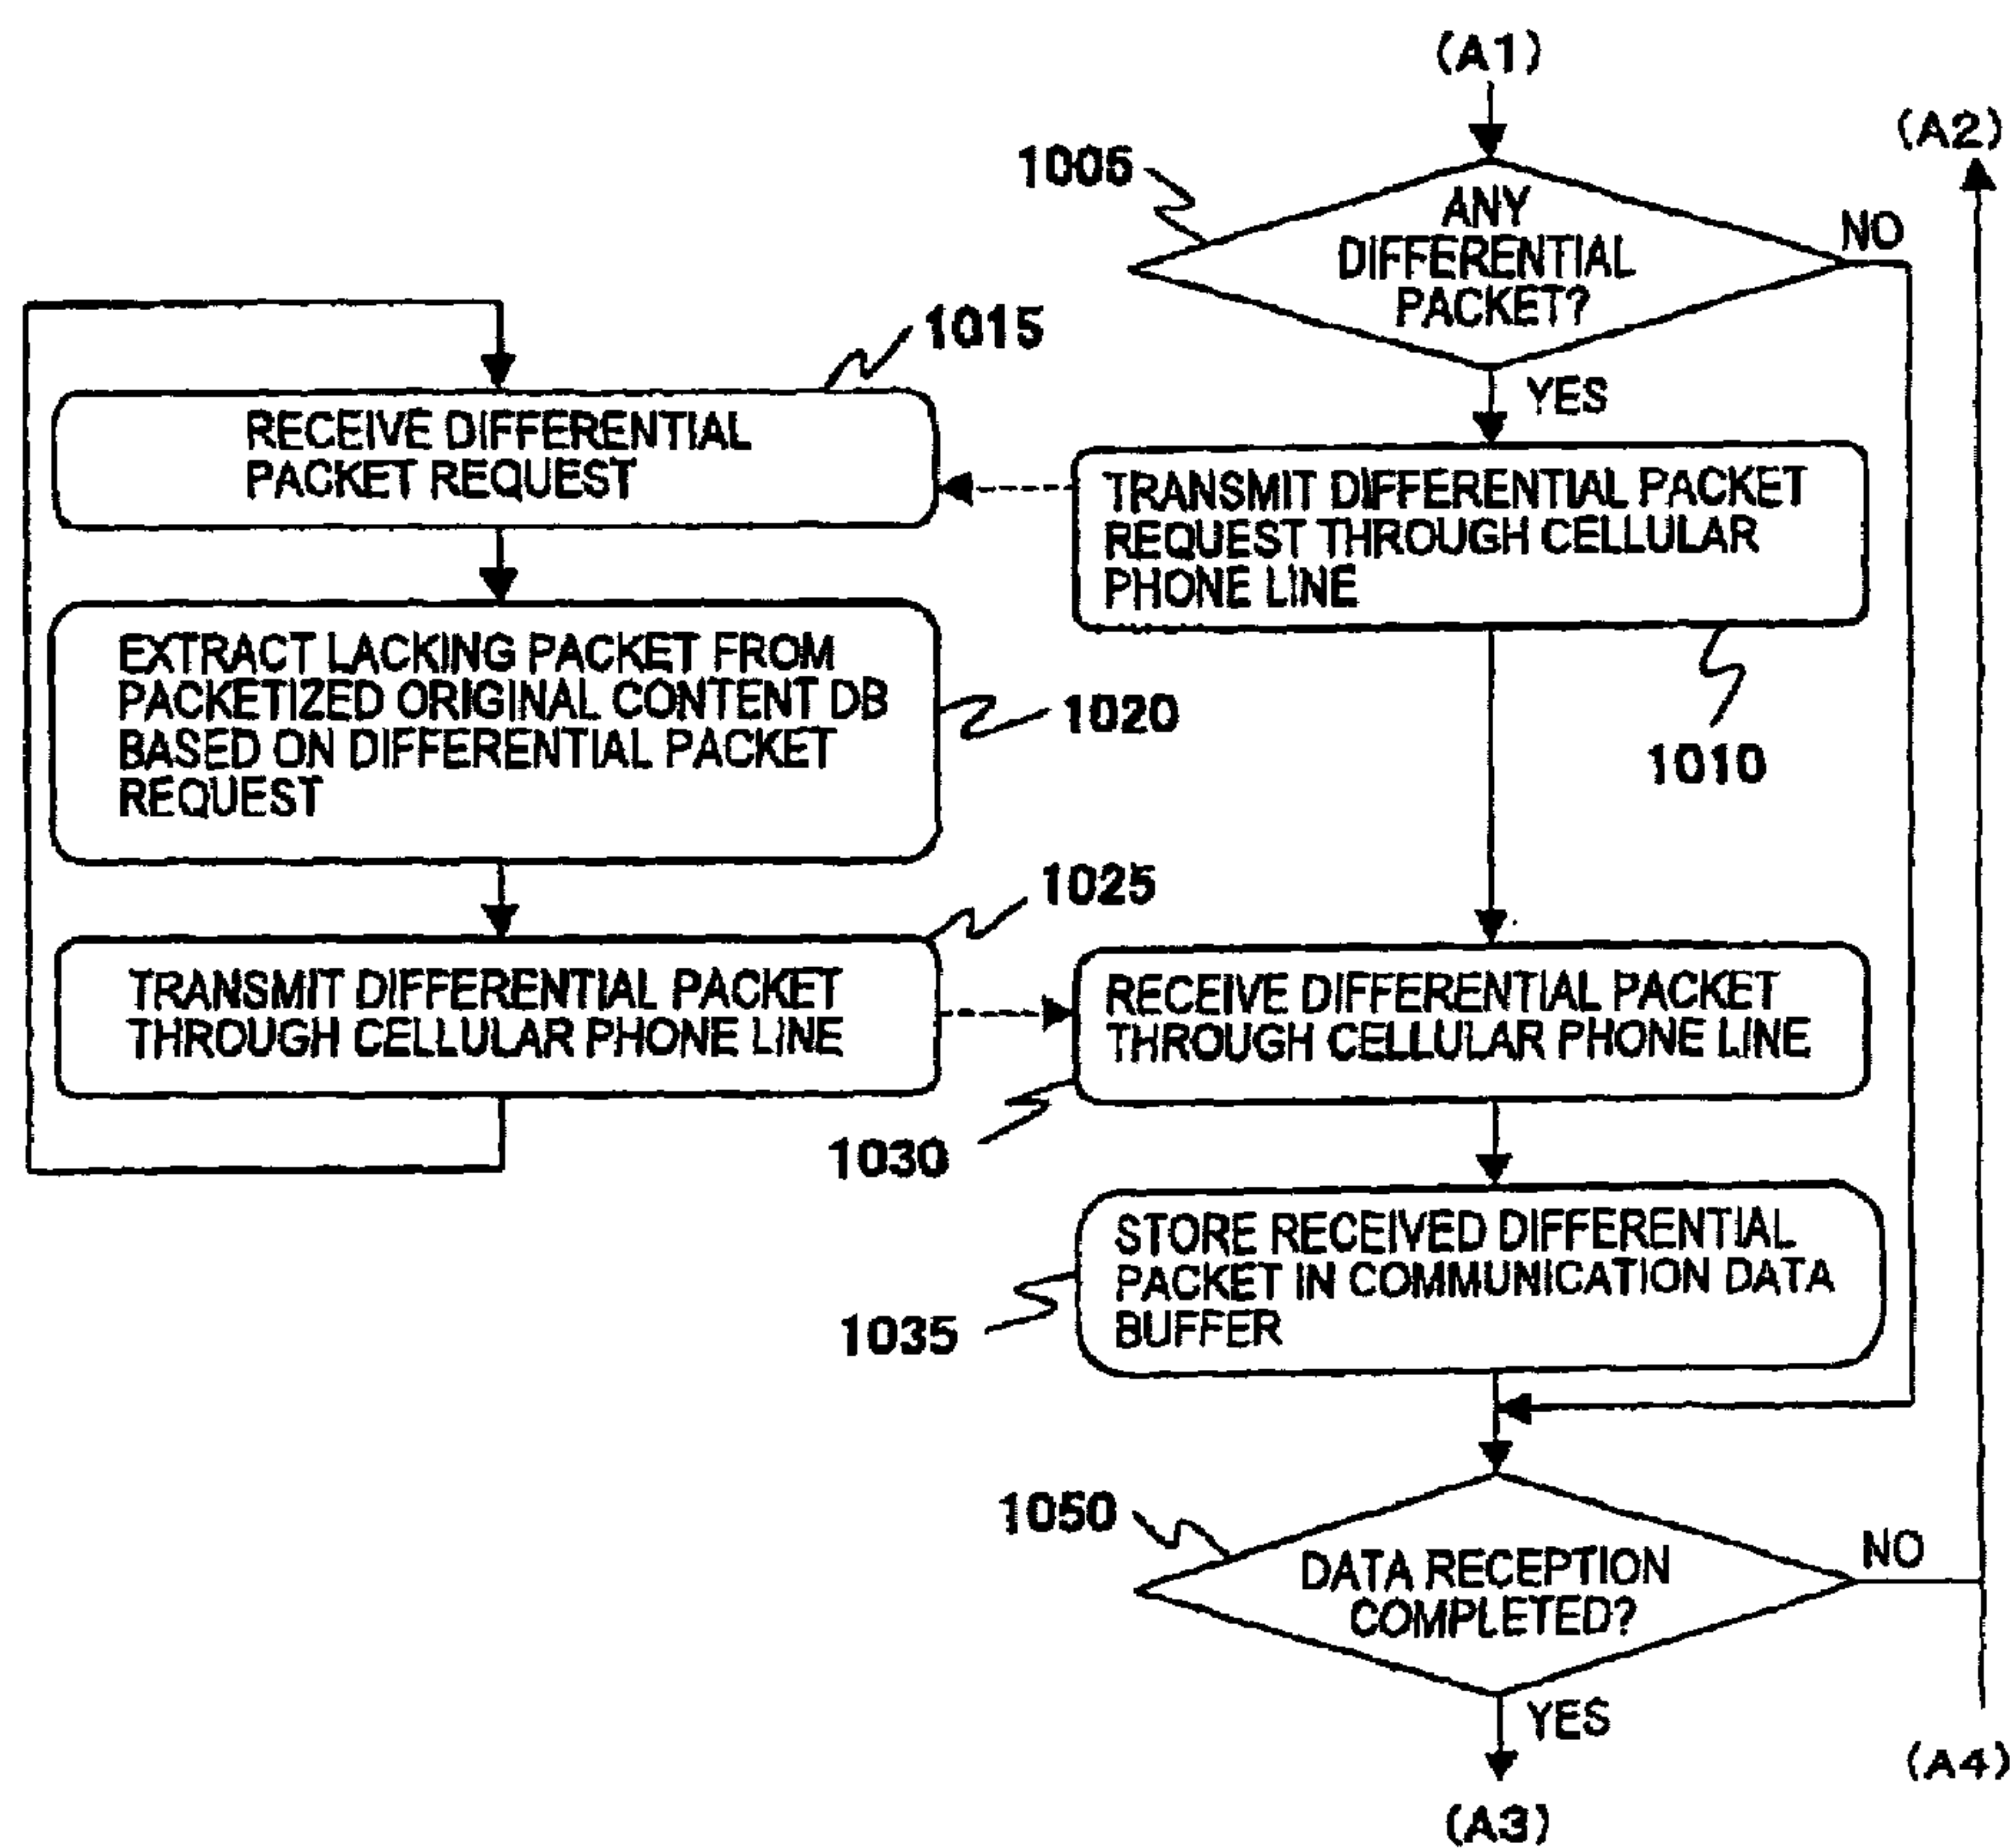 (A1)
(A2)
1005
ANY
DIFFERENTIAL
PACKET?
NO
YES
1015
RECEIVE DIFFERENTIAL
PACKET REQUEST
TRANSMIT DIFFERENTIAL PACKET
REQUEST THROUGH CELLULAR
PHONE LINE
1010
EXTRACT LACKING PACKET FROM
PACKETIZED ORIGINAL CONTENT DB
BASED ON DIFFERENTIAL PACKET
REQUEST
1020
1025
TRANSMIT DIFFERENTIAL PACKET
THROUGH CELLULAR PHONE LINE
RECEIVE DIFFERENTIAL PACKET
THROUGH CELLULAR PHONE LINE
1030
STORE RECEIVED DIFFERENTIAL
PACKET IN COMMUNICATION DATA
BUFFER
1035
1050
DATA RECEPTION
COMPLETED?
NO
YES
(A4)
(A3)